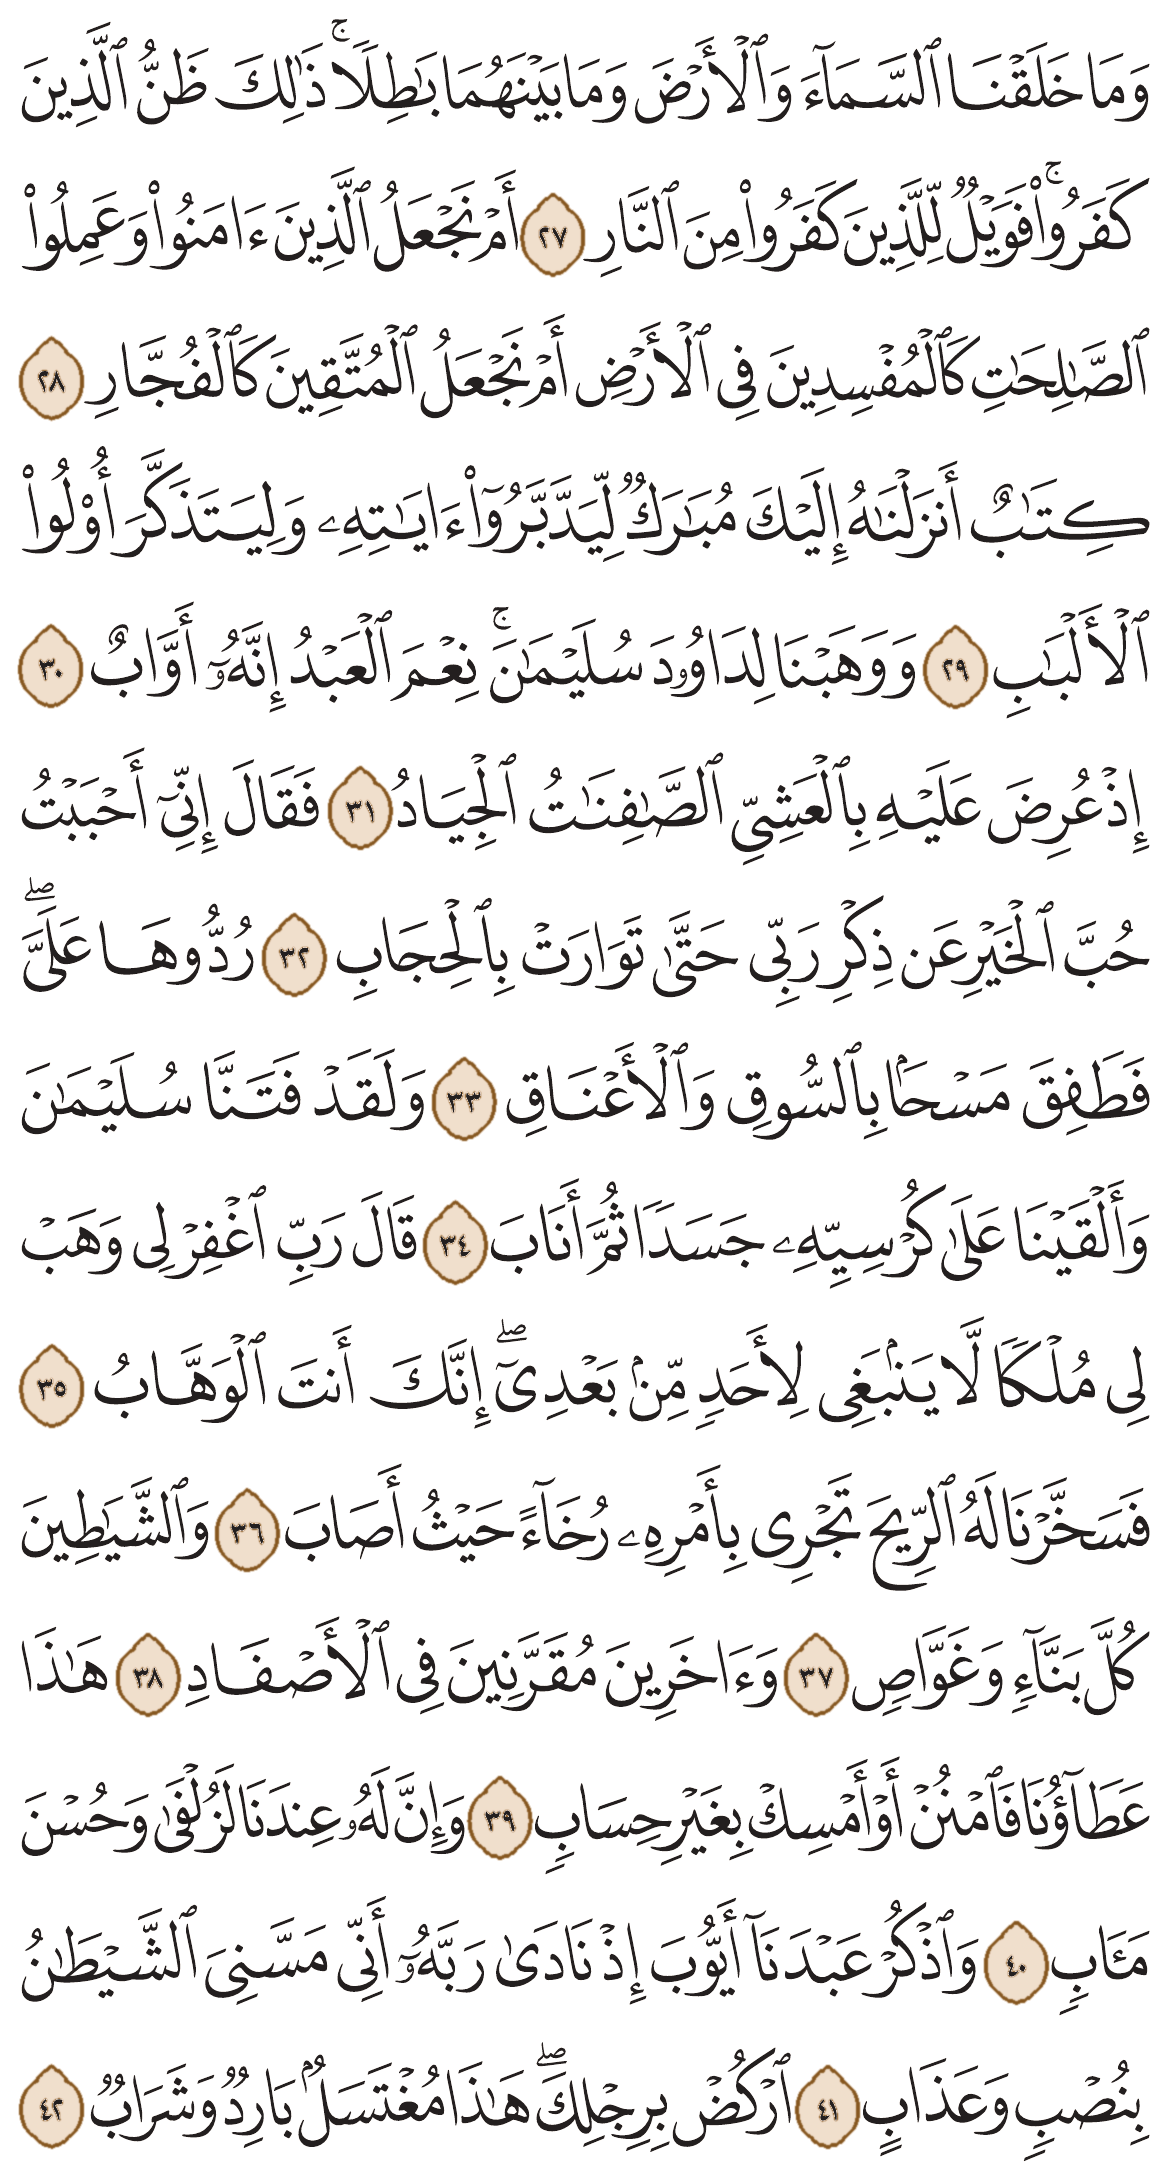 وَمَا خَلَقْنَا ٱلسَّمَآءَ وَٱلْأَرْضَ وَمَا بَيْنَهُمَا بَـٰطِلًا ۚ ذَٰلِكَ ظَنُّ ٱلَّذِينَ
كَفَرُوا۟ ۚ فَوَيْلٌ لِّلَّذِينَ كَفَرُوا۟ مِنَ ٱلنَّارِ ٢٧ أَمْ نَجْعَلُ ٱلَّذِينَ ءَامَنُوا۟ وَعَمِلُوا۟
ٱلصَّـٰلِحَـٰتِ كَٱلْمُفْسِدِينَ فِى ٱلْأَرْضِ أَمْ نَجْعَلُ ٱلْمُتَّقِينَ كَٱلْفُجَّارِ ٢٨
كِتَـٰبٌ أَنزَلْنَـٰهُ إِلَيْكَ مُبَـٰرَكٌ لِّيَدَّبَّرُوٓا۟ ءَايَـٰتِهِۦ وَلِيَتَذَكَّرَ أُو۟لُوا۟
ٱلْأَلْبَـٰبِ ٢٩ وَوَهَبْنَا لِدَاوُۥدَ سُلَيْمَـٰنَ ۚ نِعْمَ ٱلْعَبْدُ إِنَّهُۥٓ أَوَّابٌ ٣٠
إِذْ عُرِضَ عَلَيْهِ بِٱلْعَشِىِّ ٱلصَّـٰفِنَـٰتُ ٱلْجِيَادُ ٣١ فَقَالَ إِنِّىٓ أَحْبَبْتُ
حُبَّ ٱلْخَيْرِ عَن ذِكْرِ رَبِّى حَتَّىٰ تَوَارَتْ بِٱلْحِجَابِ ٣٢ رُدُّوهَا عَلَىَّ ۖ
فَطَفِقَ مَسْحًۢا بِٱلسُّوقِ وَٱلْأَعْنَاقِ ٣٣ وَلَقَدْ فَتَنَّا سُلَيْمَـٰنَ
وَأَلْقَيْنَا عَلَىٰ كُرْسِيِّهِۦ جَسَدًا ثُمَّ أَنَابَ ٣٤ قَالَ رَبِّ ٱغْفِرْ لِى وَهَبْ
لِى مُلْكًا لَّا يَنۢبَغِى لِأَحَدٍ مِّنۢ بَعْدِىٓ ۖ إِنَّكَ أَنتَ ٱلْوَهَّابُ ٣٥
فَسَخَّرْنَا لَهُ ٱلرِّيحَ تَجْرِى بِأَمْرِهِۦ رُخَآءً حَيْثُ أَصَابَ ٣٦ وَٱلشَّيَـٰطِينَ
كُلَّ بَنَّآءٍ وَغَوَّاصٍ ٣٧ وَءَاخَرِينَ مُقَرَّنِينَ فِى ٱلْأَصْفَادِ ٣٨ هَـٰذَا
عَطَآؤُنَا فَٱمْنُنْ أَوْ أَمْسِكْ بِغَيْرِ حِسَابٍ ٣٩ وَإِنَّ لَهُۥ عِندَنَا لَزُلْفَىٰ وَحُسْنَ
مَـَٔابٍ ٤٠ وَٱذْكُرْ عَبْدَنَآ أَيُّوبَ إِذْ نَادَىٰ رَبَّهُۥٓ أَنِّى مَسَّنِىَ ٱلشَّيْطَـٰنُ
بِنُصْبٍ وَعَذَابٍ ٤١ ٱرْكُضْ بِرِجْلِكَ ۖ هَـٰذَا مُغْتَسَلٌۢ بَارِدٌ وَشَرَابٌ ٤٢